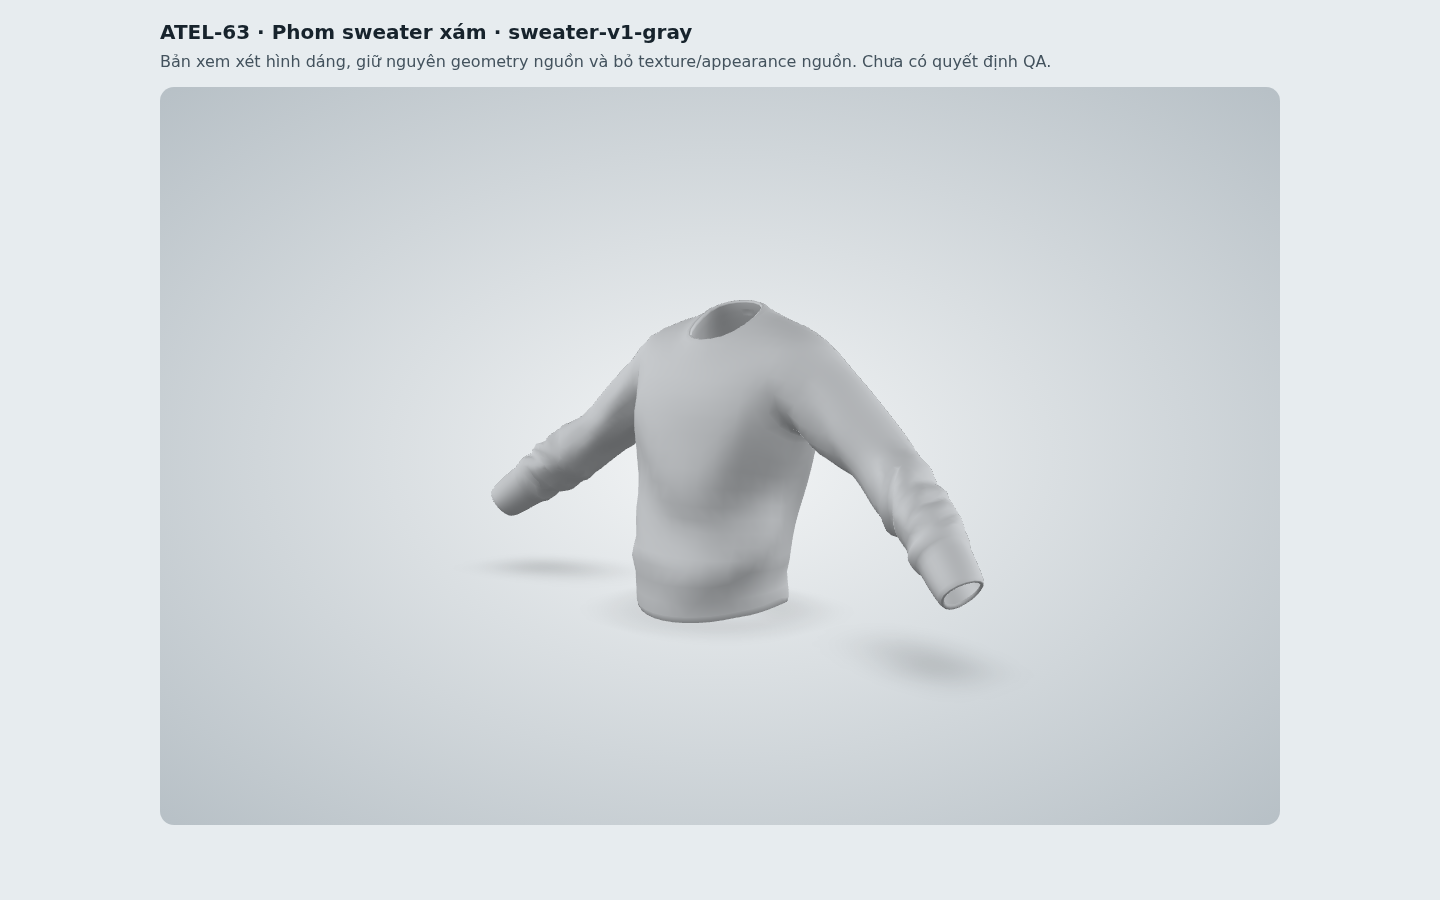 ATEL-63 · Phom sweater xám · sweater-v1-gray
Bản xem xét hình dáng, giữ nguyên geometry nguồn và bỏ texture/appearance nguồn. Chưa có quyết định QA.